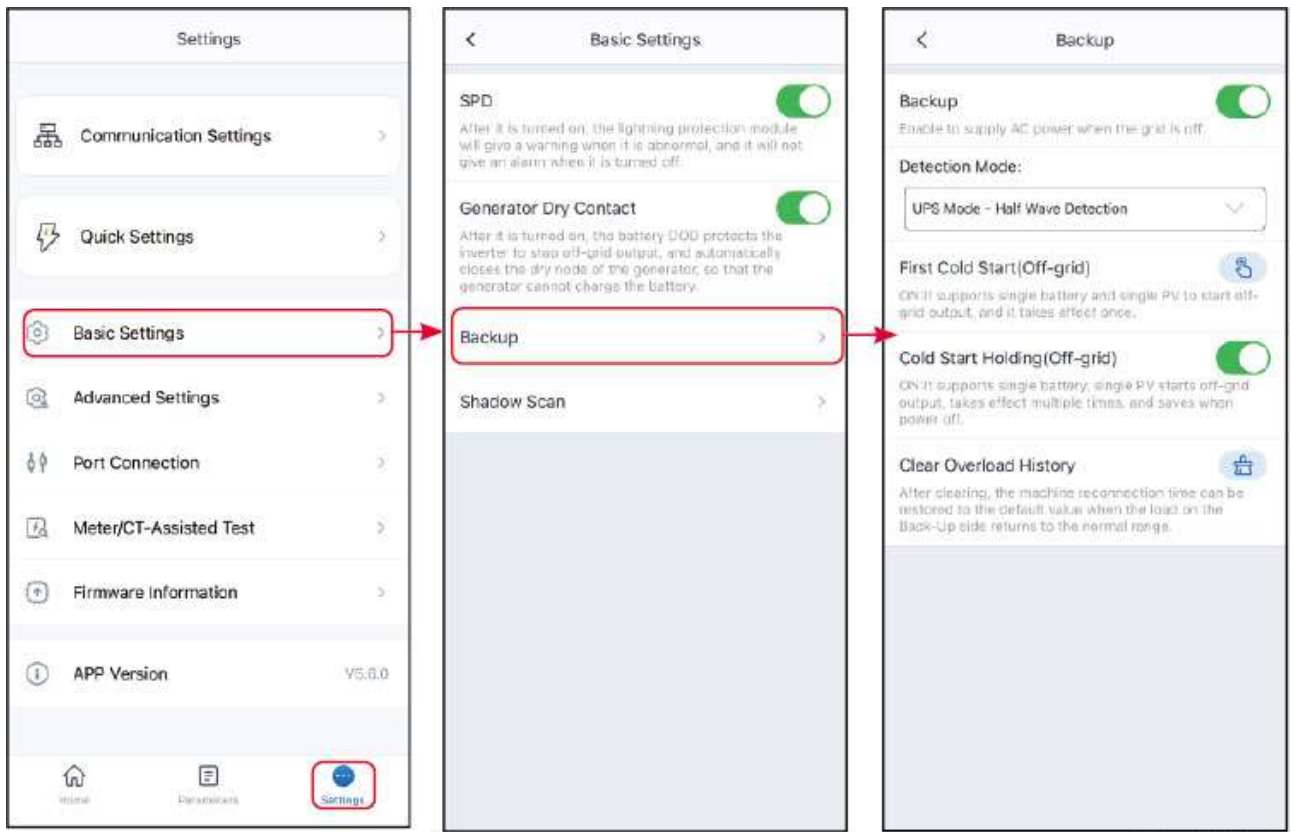 Settings
Communication Settings
Quick Settings
Basic Settings
Advanced Settings
Port Connection
Meter/CT-Assisted Test
Firmware Information
APP Version
V5.6.0
Home
Parameters
Settings
Basic Settings
SPD
After it is turned on, the lightning protection module
will give a warning when it is abnormal, and it will not
give an alarm when it is turned off.
Generator Dry Contact
After it is turned on, the battery DOD protects the
inverter to stop off-grid output, and automatically
closes the dry node of the generator, so that the
generator cannot charge the battery.
Backup
Shadow Scan
Backup
Backup
Enable to supply AC power when the grid is off
Detection Mode:
UPS Mode - Half Wave Detection
First Cold Start(Off-grid)
ON:It supports single battery and single PV to start off-
grid output, and it takes effect once.
Cold Start Holding(Off-grid)
ON:It supports single battery, single PV starts off-grid
output, takes effect multiple times, and saves when
power off.
Clear Overload History
After clearing, the machine reconnection time can be
restored to the default value when the load on the
Back-Up side returns to the normal range.